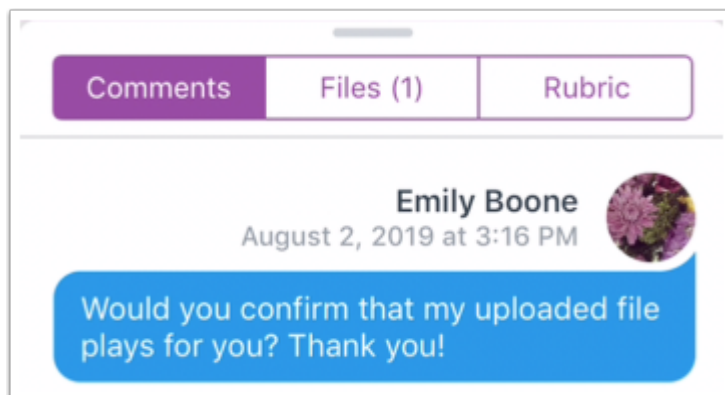 Comments Files (1) Rubric
Emily Boone
August 2, 2019 at 3:16 PM
Would you confirm that my uploaded file
plays for you? Thank you!